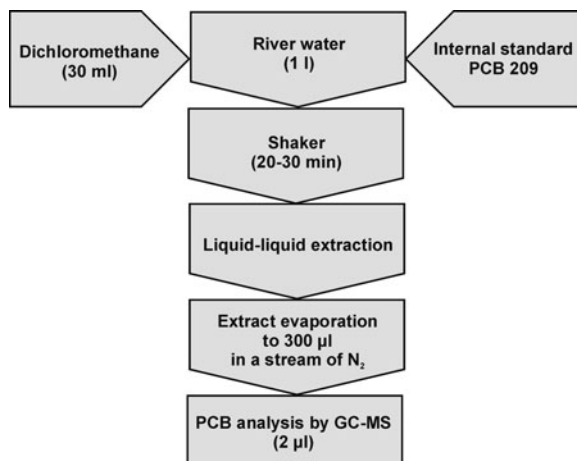 Dichloromethane
(30 ml)
River water
(1 l)
Internal standard
PCB 209
Shaker
(20-30 min)
Liquid-liquid extraction
Extract evaporation
to 300 µl
in a stream of N₂
PCB analysis by GC-MS
(2 µl)